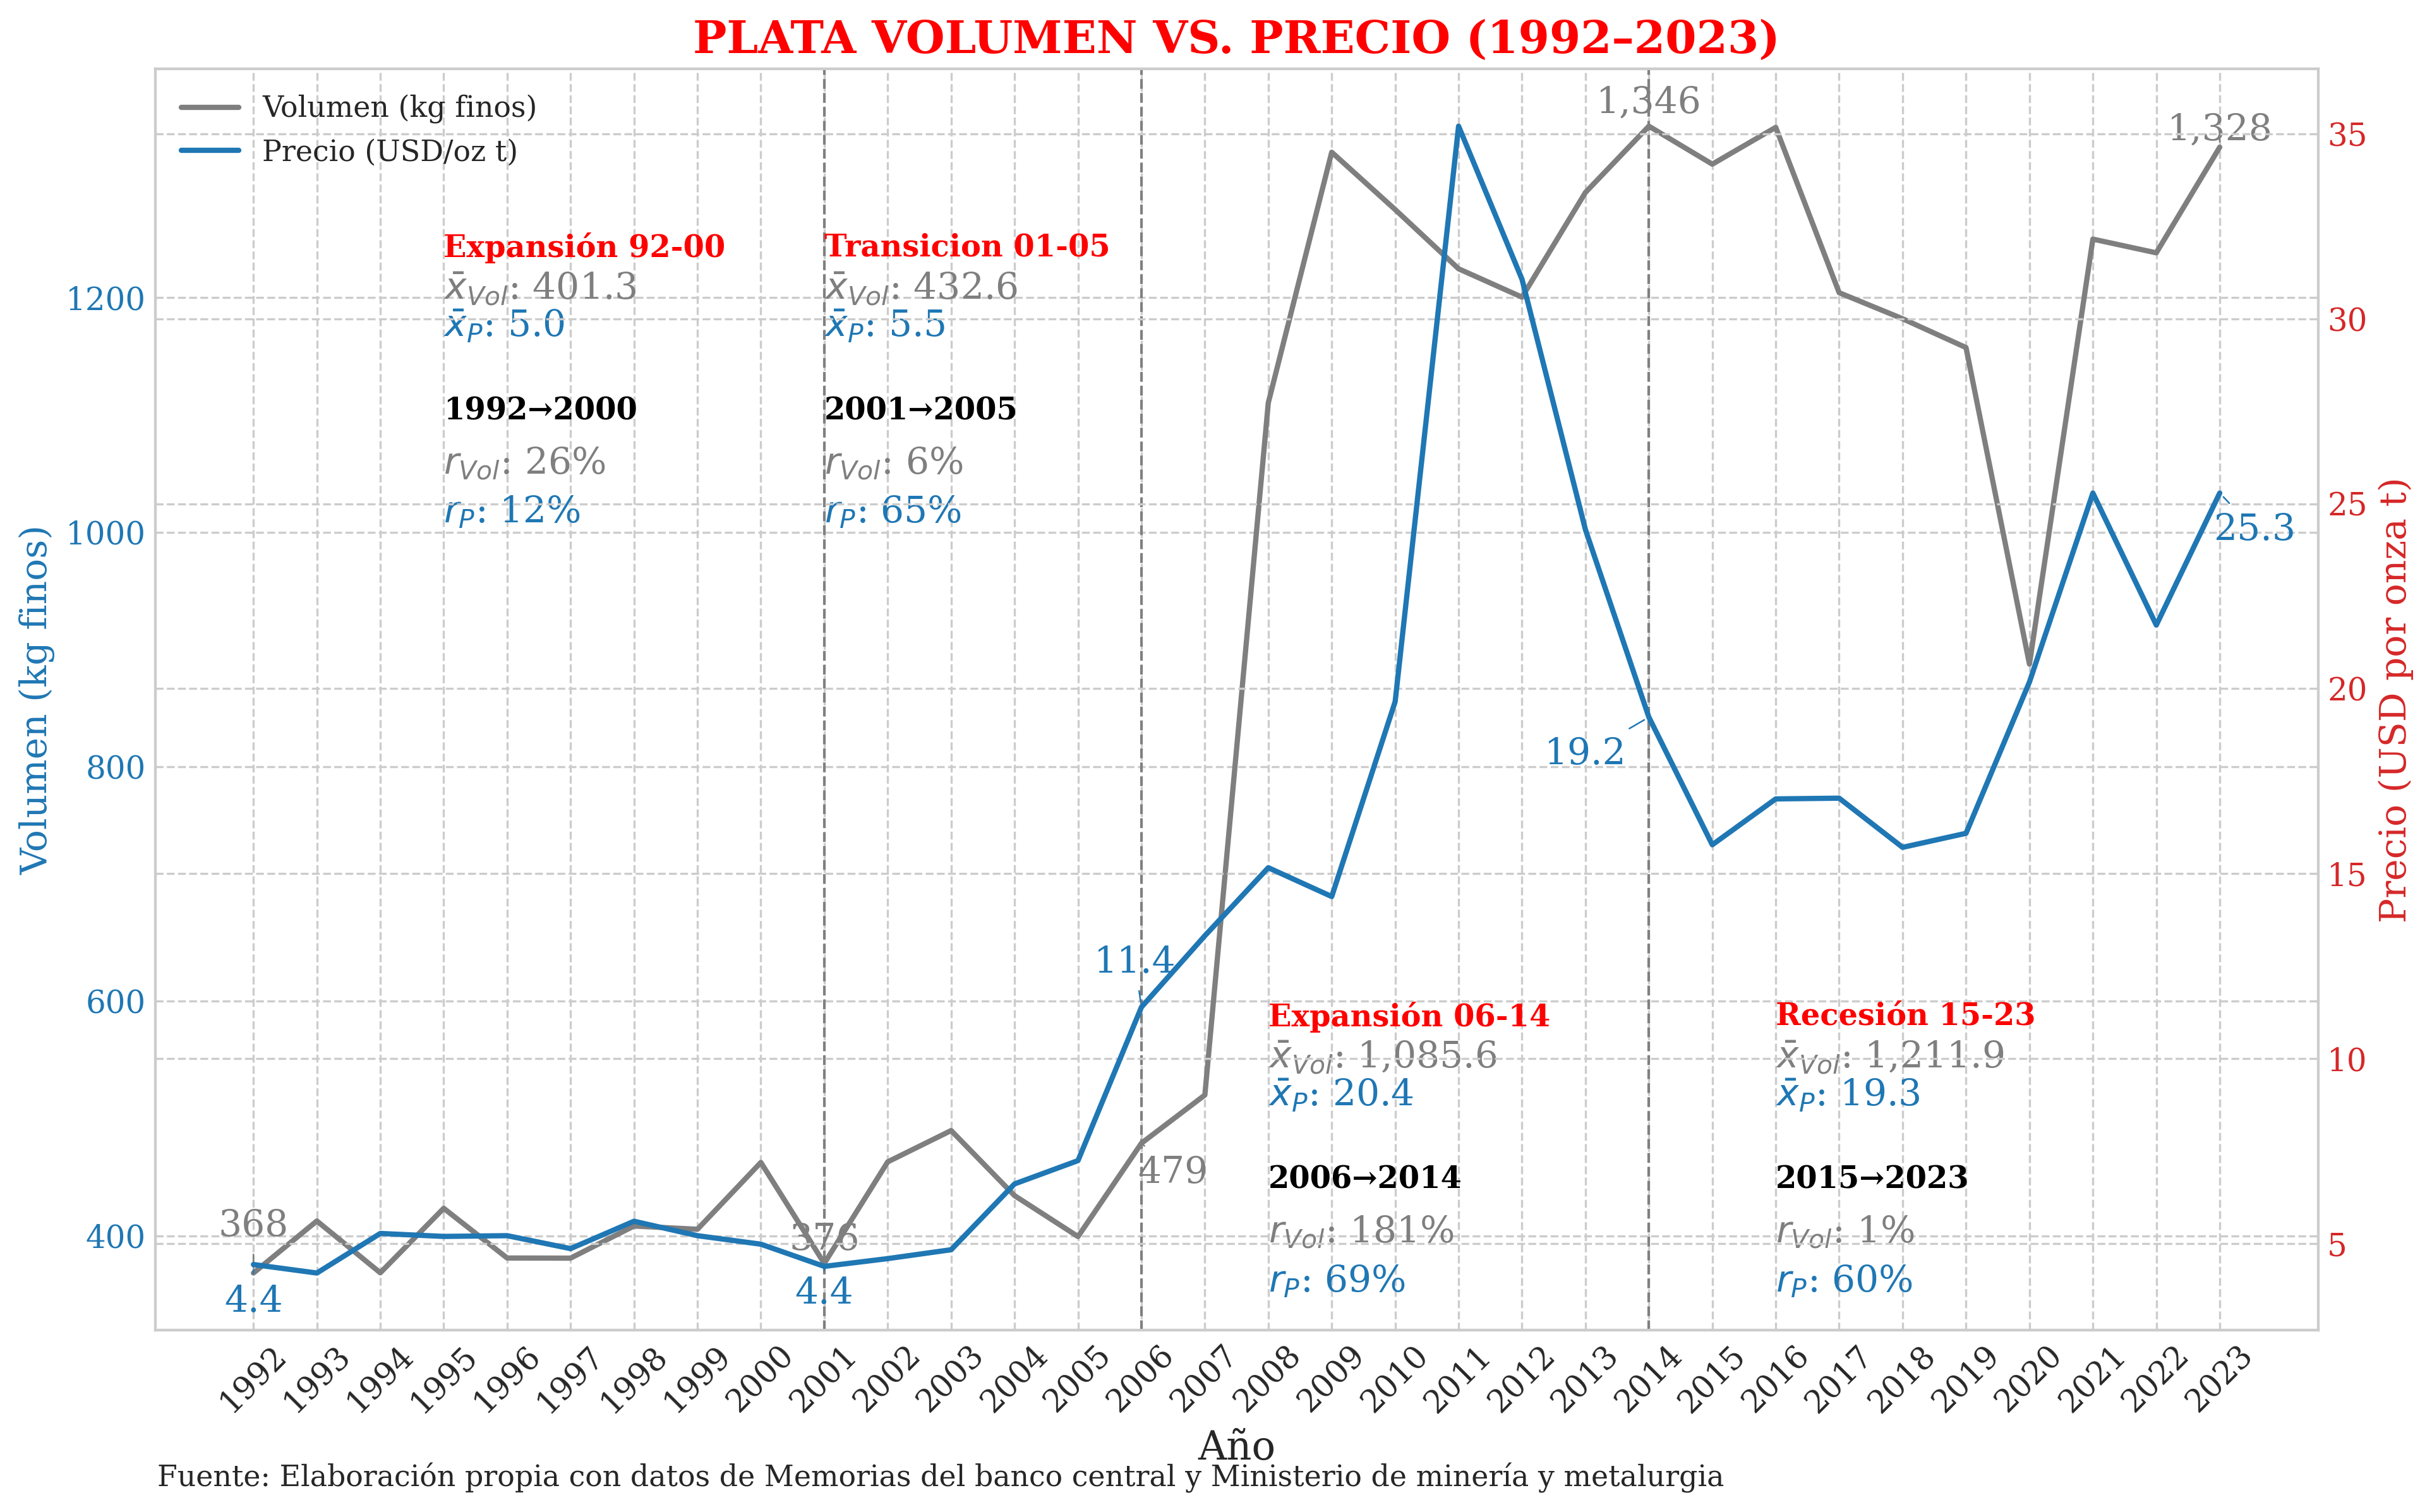 PLATA VOLUMEN VS. PRECIO (1992–2023)
Volumen (kg finos)
Precio (USD/oz t)
1,346
1,328
35
Expansión 92-00
x̄Vol: 401.3
x̄P: 5.0
Transicion 01-05
x̄Vol: 432.6
x̄P: 5.5
1200
30
1992→2000
rVol: 26%
rP: 12%
2001→2005
rVol: 6%
rP: 65%
25
25.3
1000
Volumen (kg finos)
Precio (USD por onza t)
20
19.2
800
15
11.4
600
10
Expansión 06-14
x̄Vol: 1,085.6
x̄P: 20.4
Recesión 15-23
x̄Vol: 1,211.9
x̄P: 19.3
479
2006→2014
rVol: 181%
rP: 69%
2015→2023
rVol: 1%
rP: 60%
368
376
400
5
4.4
4.4
1992 1993 1994 1995 1996 1997 1998 1999 2000 2001 2002 2003 2004 2005 2006 2007 2008 2009 2010 2011 2012 2013 2014 2015 2016 2017 2018 2019 2020 2021 2022 2023
Año
Fuente: Elaboración propia con datos de Memorias del banco central y Ministerio de minería y metalurgia